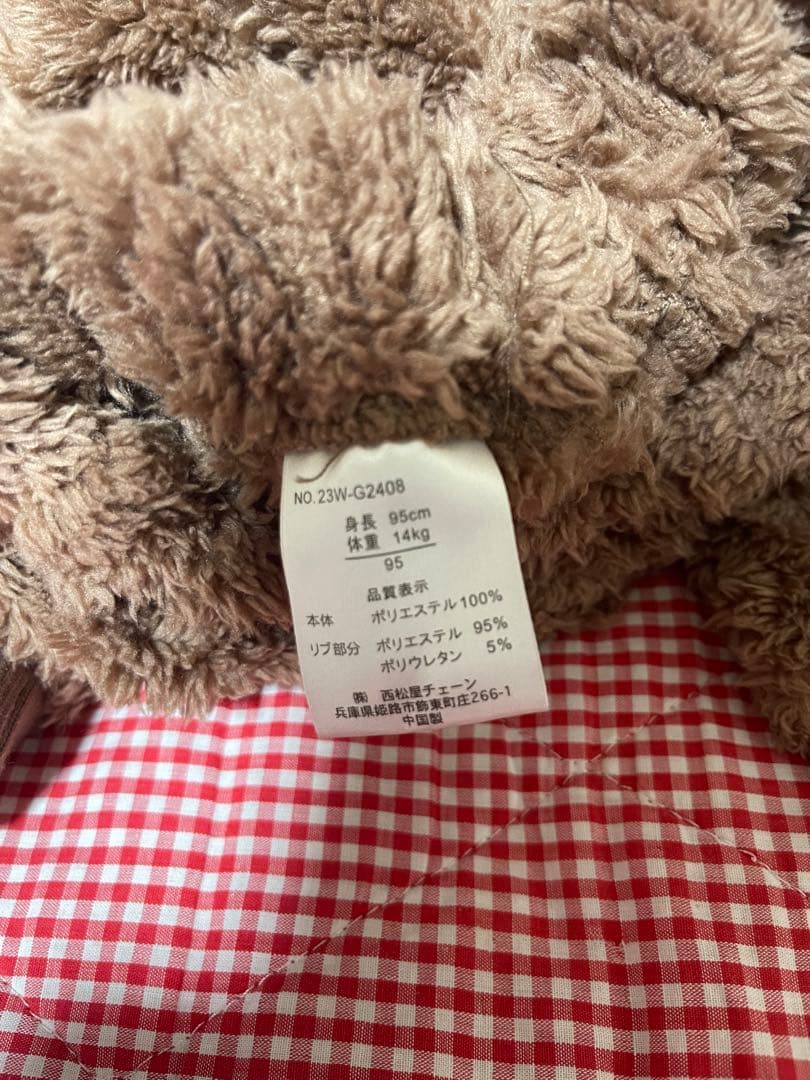 NO.23W-G2408
身長 95cm
体重 14kg
95
品質表示
本体 ポリエステル100%
リブ部分 ポリエステル 95%
ポリウレタン 5%
㈱ 西松屋チェーン
兵庫県姫路市飾東町庄266-1
中国製